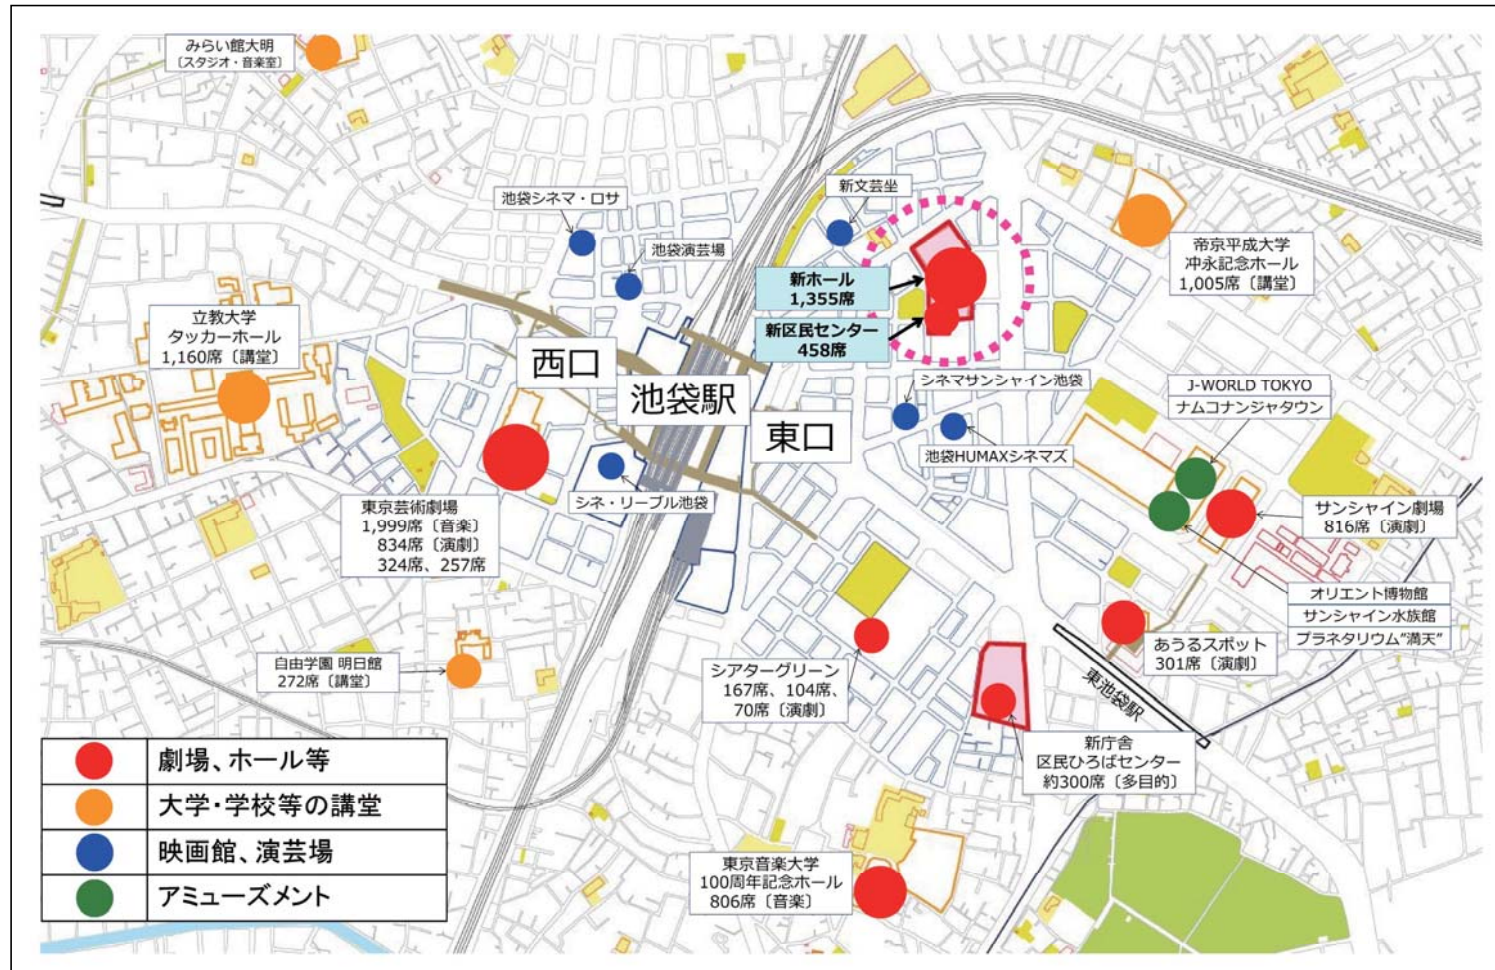 みらい館大明
〔スタジオ・音楽室〕
池袋シネマ・ロサ
池袋演芸場
新文芸坐
新ホール
1,355席
新区民センター
458席
帝京平成大学
冲永記念ホール
1,005席〔講堂〕
立教大学
タッカーホール
1,160席〔講堂〕
西口
池袋駅
東口
シネマサンシャイン池袋
池袋HUMAXシネマズ
J-WORLD TOKYO
ナムコナンジャタウン
東京芸術劇場
1,999席〔音楽〕
834席〔演劇〕
324席、257席
シネ・リーブル池袋
サンシャイン劇場
816席〔演劇〕
オリエント博物館
サンシャイン水族館
プラネタリウム"満天"
自由学園 明日館
272席〔講堂〕
シアターグリーン
167席、104席、
70席〔演劇〕
あうるスポット
301席〔演劇〕
東池袋駅
新庁舎
区民ひろばセンター
約300席〔多目的〕
東京音楽大学
100周年記念ホール
806席〔音楽〕
劇場、ホール等
大学・学校等の講堂
映画館、演芸場
アミューズメント